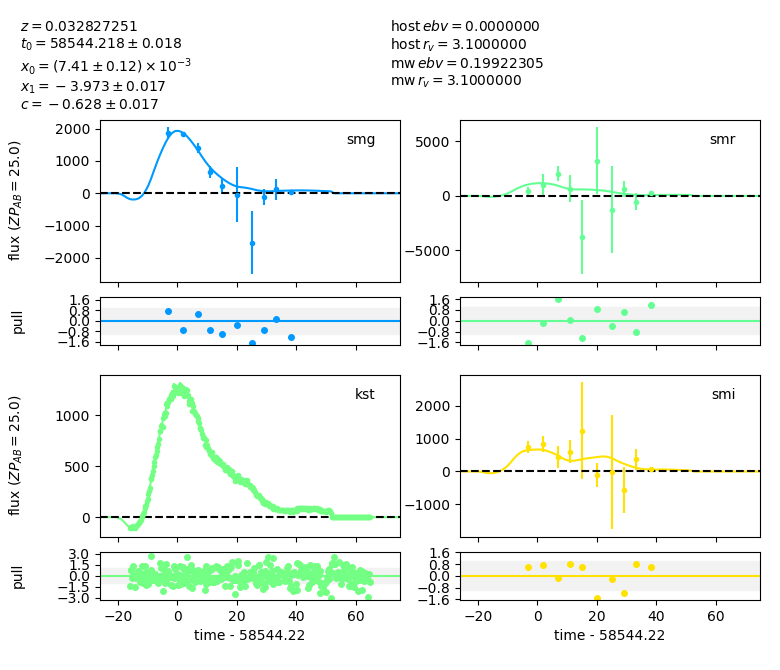 z = 0.032827251
t₀ = 58544.218 ± 0.018
x₀ = (7.41 ± 0.12) × 10⁻³
x₁ = −3.973 ± 0.017
c = −0.628 ± 0.017
host ebv = 0.0000000
host r_v = 3.1000000
mw ebv = 0.19922305
mw r_v = 3.1000000
flux (ZP_AB = 25.0)
2000
1000
0
−1000
−2000
smg
5000
0
−5000
smr
pull
1.6
0.8
0.0
−0.8
−1.6
1.6
0.8
0.0
−0.8
−1.6
flux (ZP_AB = 25.0)
1000
500
0
kst
2000
1000
0
−1000
smi
pull
3.0
1.5
0.0
−1.5
−3.0
1.6
0.8
0.0
−0.8
−1.6
−20 0 20 40 60
time - 58544.22
−20 0 20 40 60
time - 58544.22